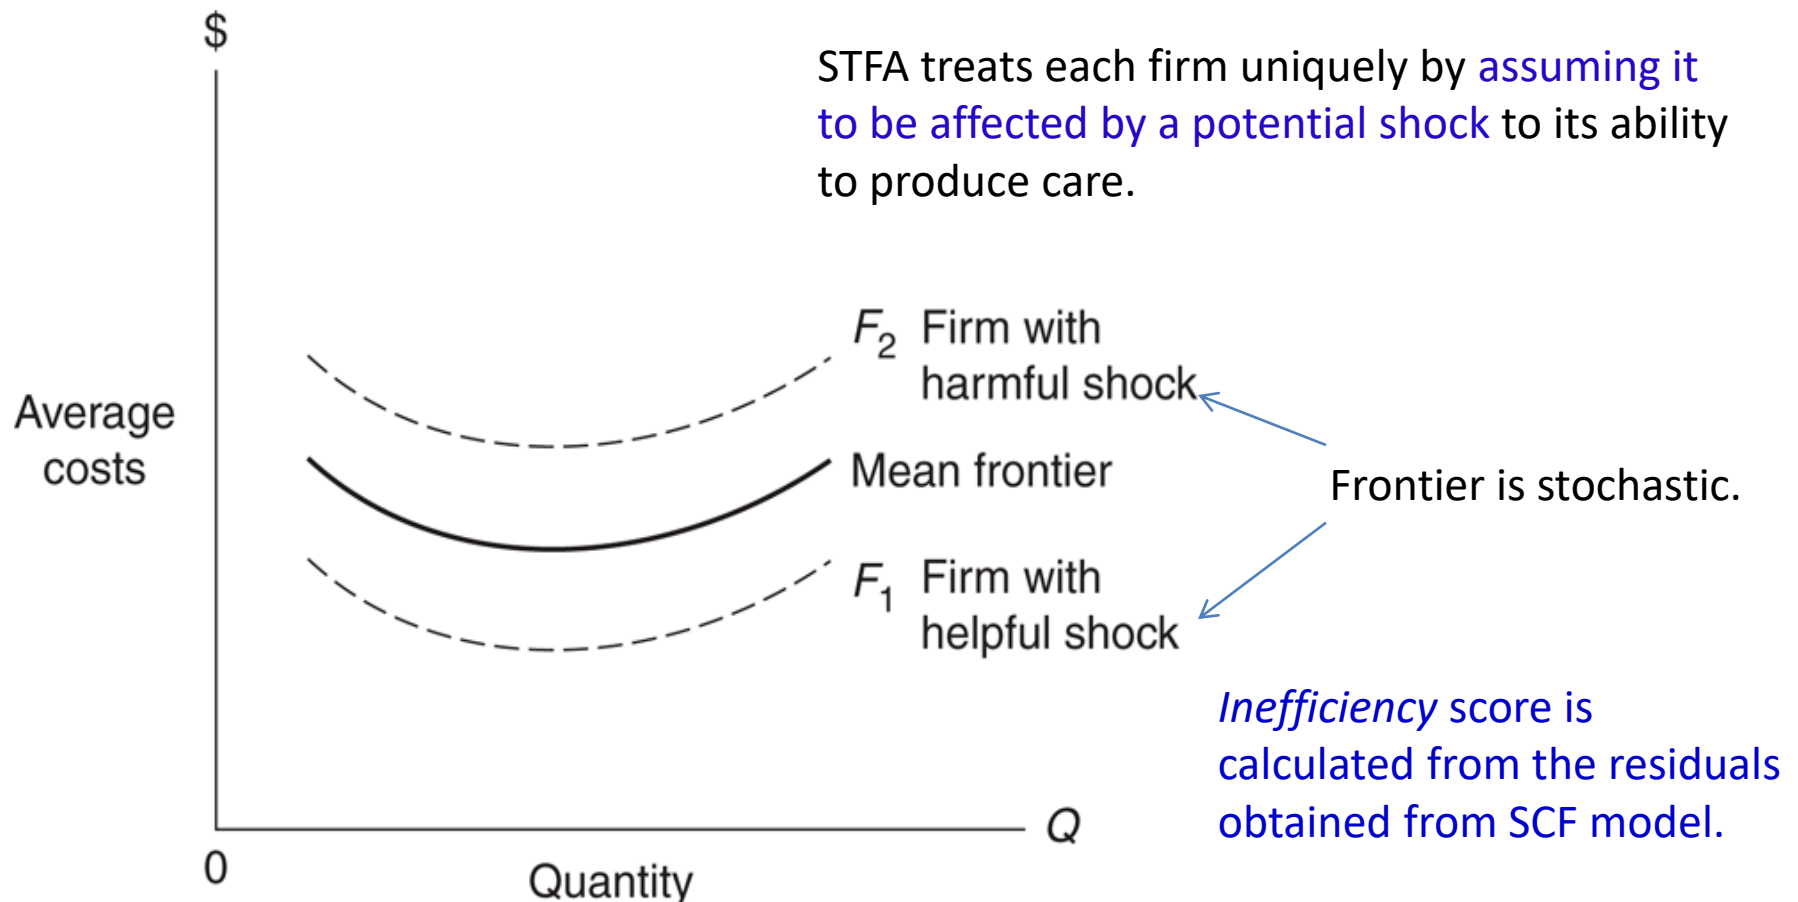 $
STFA treats each firm uniquely by assuming it
to be affected by a potential shock to its ability
to produce care.
F2 Firm with
harmful shock
Average
costs
Mean frontier
Frontier is stochastic.
F1 Firm with
helpful shock
Inefficiency score is
calculated from the residuals
obtained from SCF model.
Q
0
Quantity